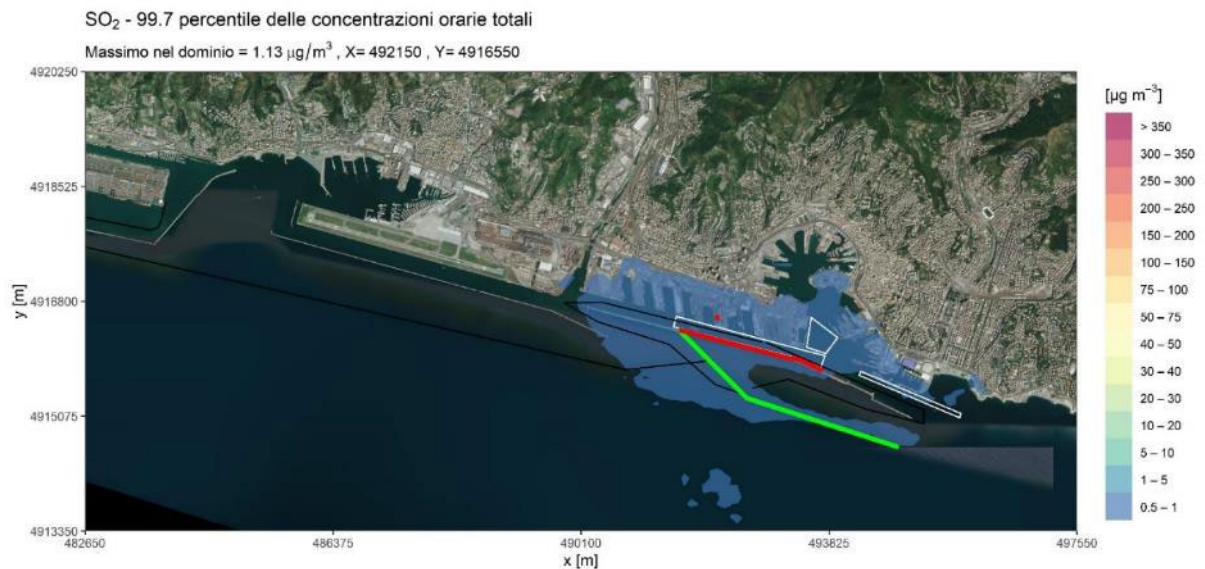 SO₂ - 99.7 percentile delle concentrazioni orarie totali
Massimo nel dominio = 1.13 μg/m³ , X= 492150 , Y= 4916550
4920250
4918525
4916800
4915075
4913350
y [m]
482650
486375
490100
493825
497550
x [m]
[μg m⁻³]
> 350
300 – 350
250 – 300
200 – 250
150 – 200
100 – 150
75 – 100
50 – 75
40 – 50
30 – 40
20 – 30
10 – 20
5 – 10
1 – 5
0.5 – 1